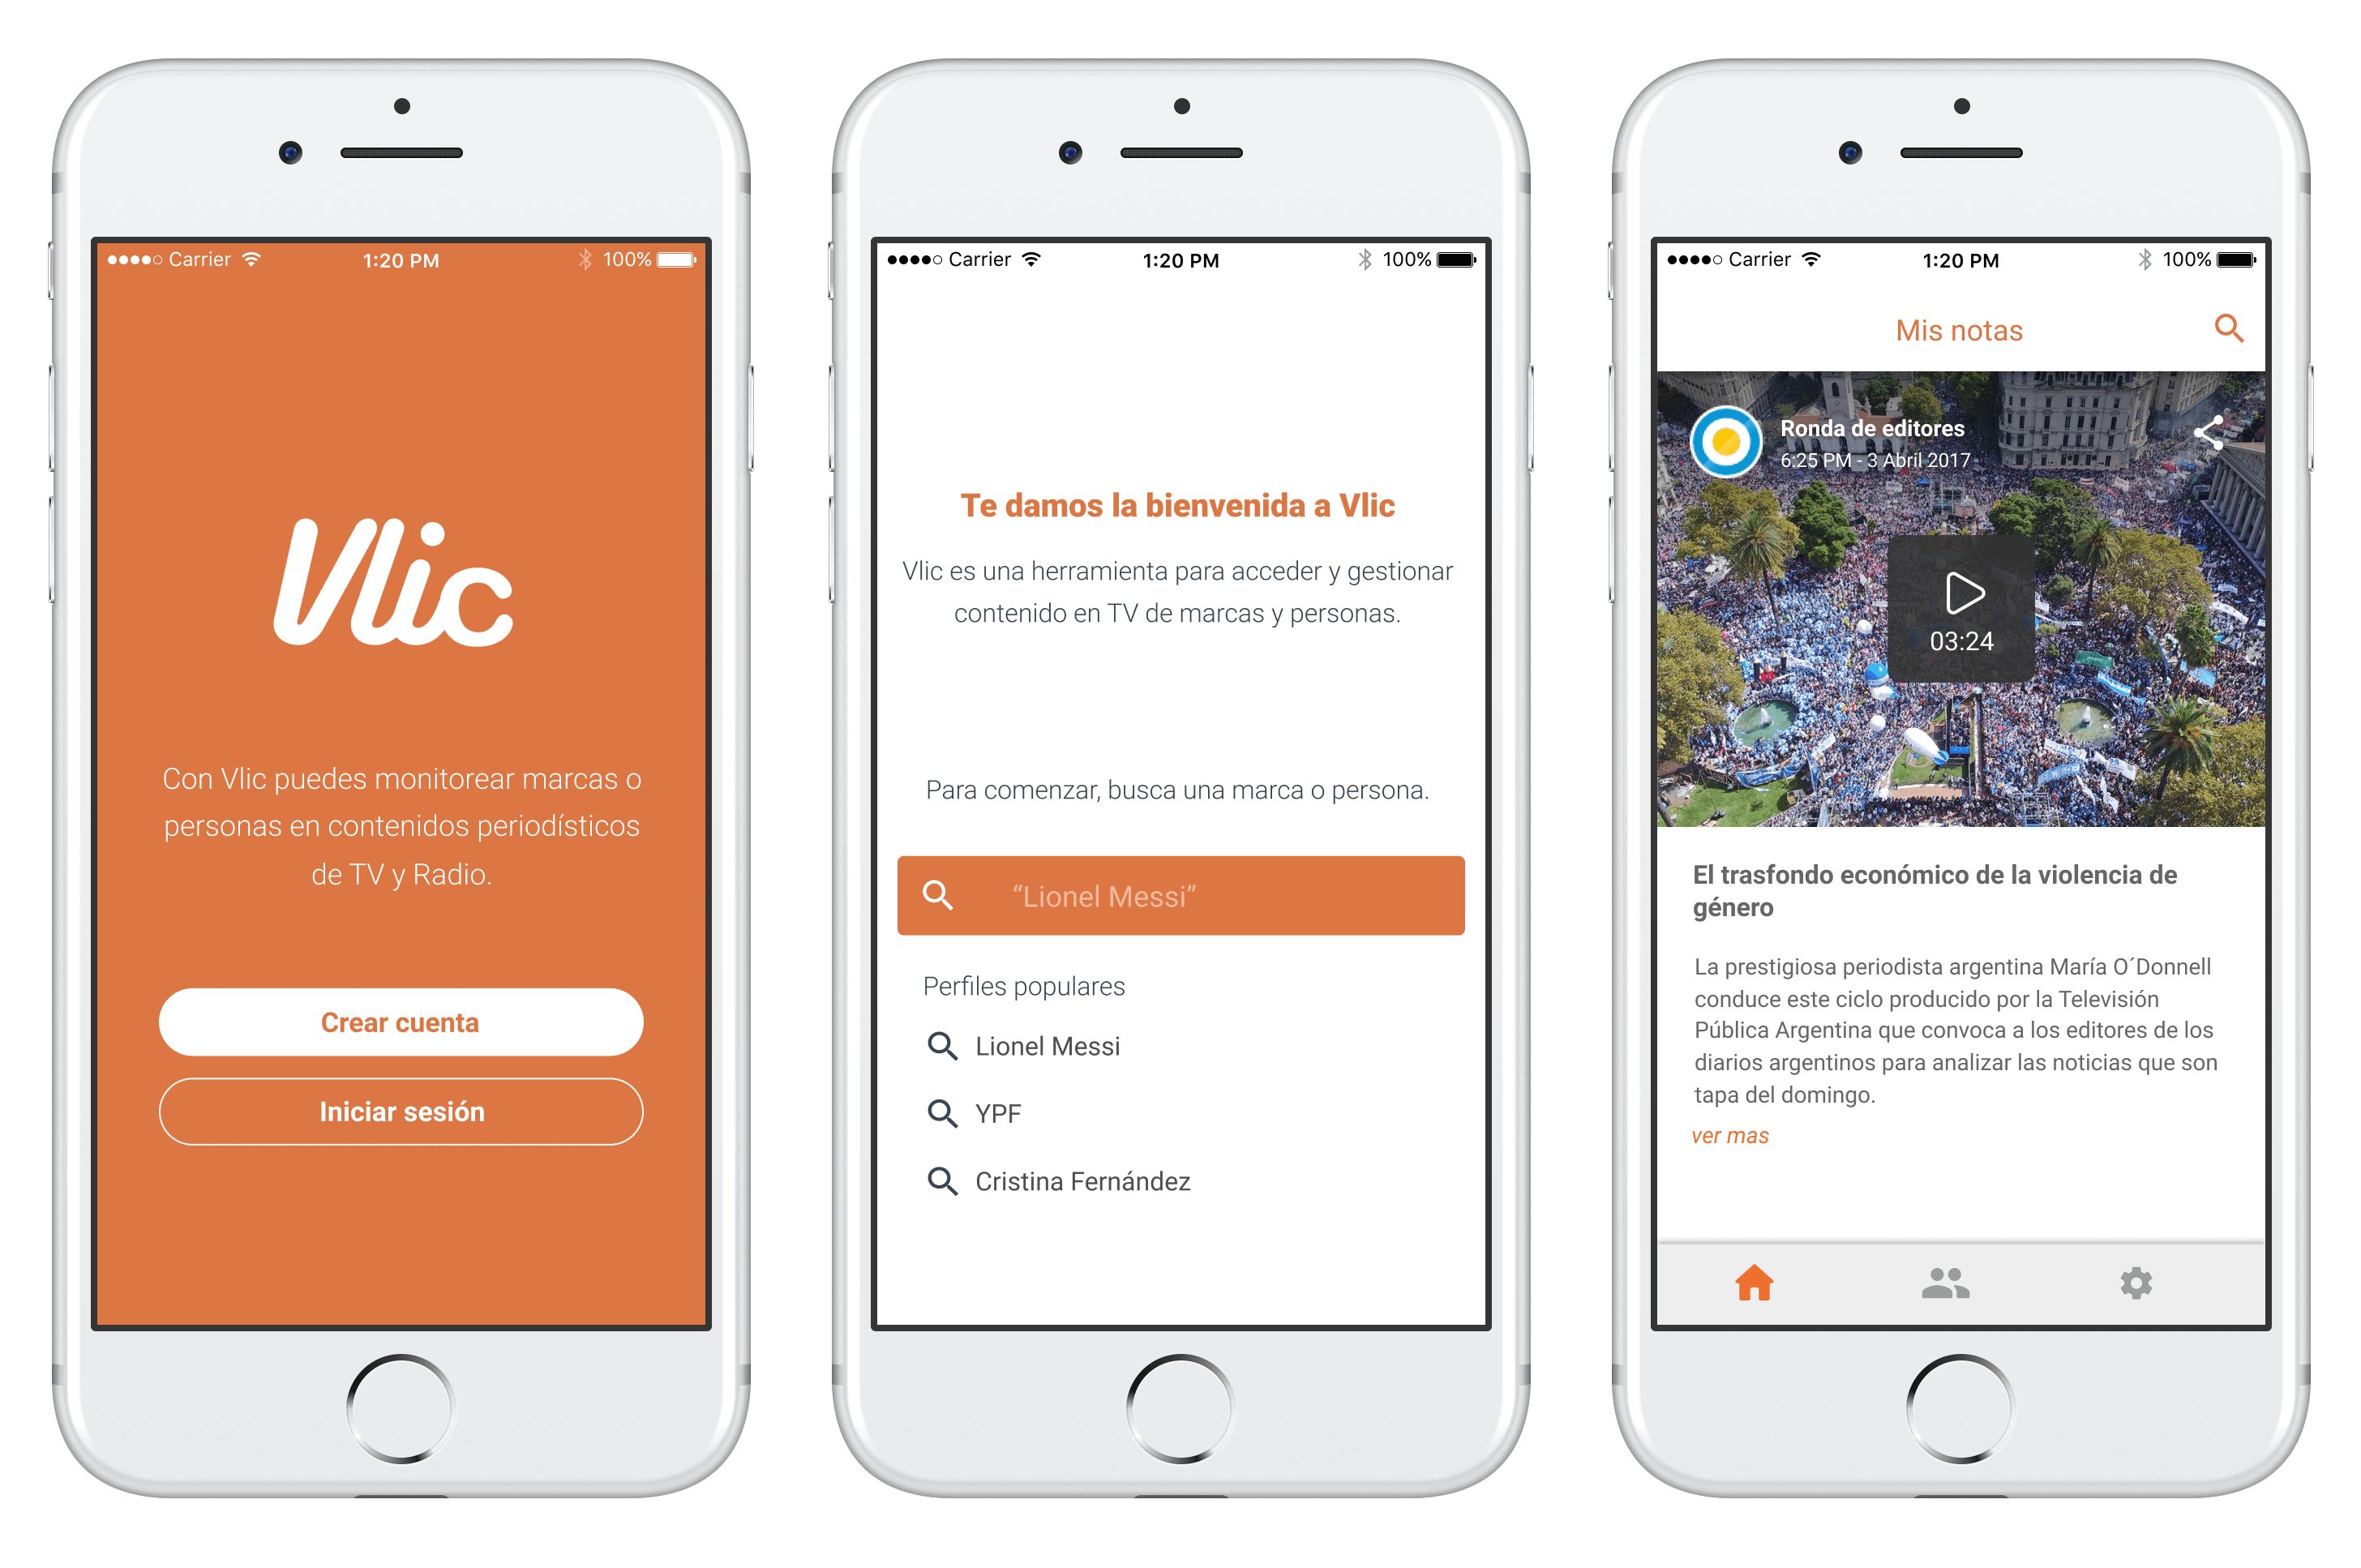 Carrier 1:20 PM 100%
Vlic
Con Vlic puedes monitorear marcas o
personas en contenidos periodísticos
de TV y Radio.
Crear cuenta
Iniciar sesión
Carrier 1:20 PM 100%
Te damos la bienvenida a Vlic
Vlic es una herramienta para acceder y gestionar
contenido en TV de marcas y personas.
Para comenzar, busca una marca o persona.
“Lionel Messi”
Perfiles populares
Lionel Messi
YPF
Cristina Fernández
Carrier 1:20 PM 100%
Mis notas
Ronda de editores
6:25 PM - 3 Abril 2017
03:24
El trasfondo económico de la violencia de
género
La prestigiosa periodista argentina María O´Donnell
conduce este ciclo producido por la Televisión
Pública Argentina que convoca a los editores de los
diarios argentinos para analizar las noticias que son
tapa del domingo.
ver mas